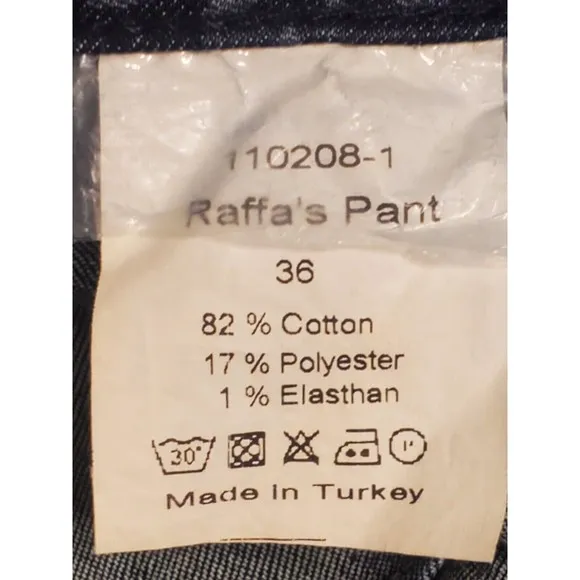 110208-1
Raffa's Pant
36
82 % Cotton
17 % Polyester
1 % Elasthan
30°
Made in Turkey